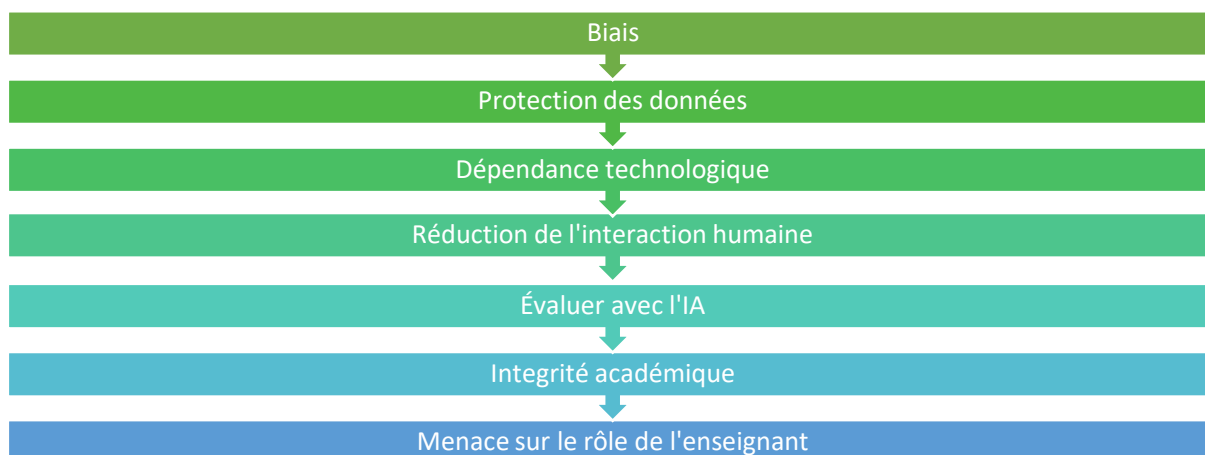 Biais
Protection des données
Dépendance technologique
Réduction de l'interaction humaine
Évaluer avec l'IA
Integrité académique
Menace sur le rôle de l'enseignant